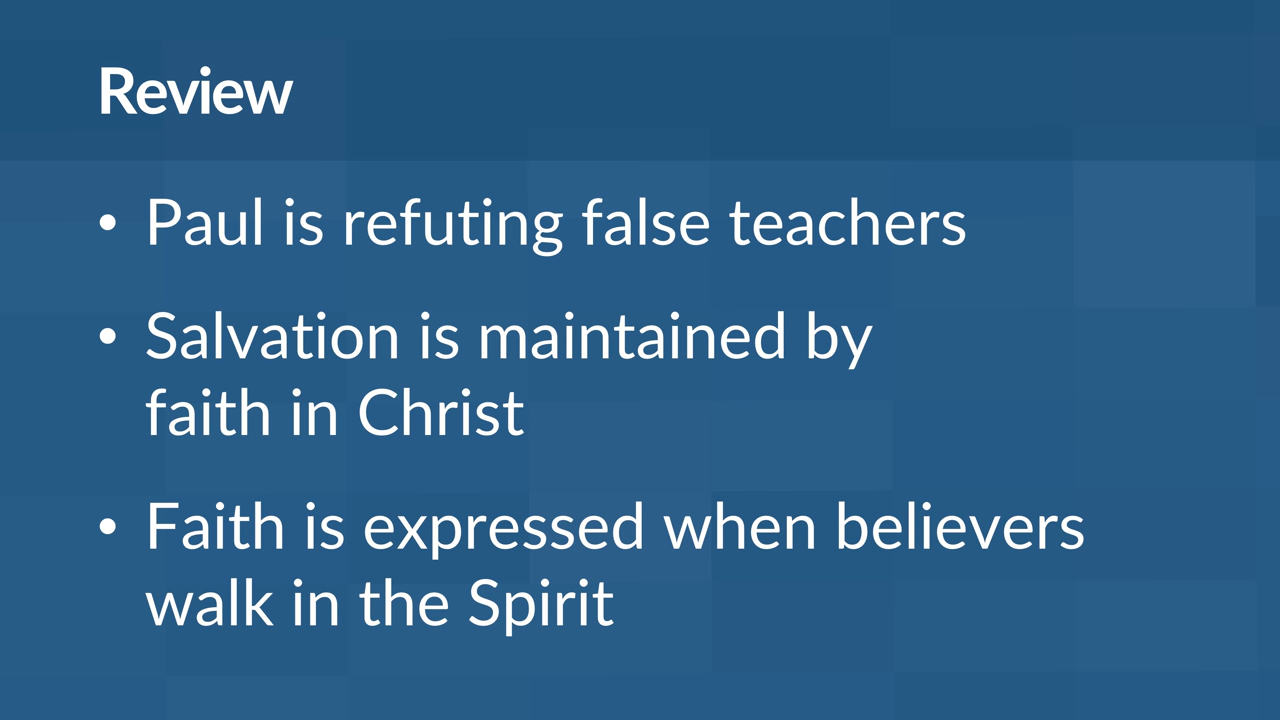 Review
• Paul is refuting false teachers
• Salvation is maintained by
faith in Christ
• Faith is expressed when believers
walk in the Spirit